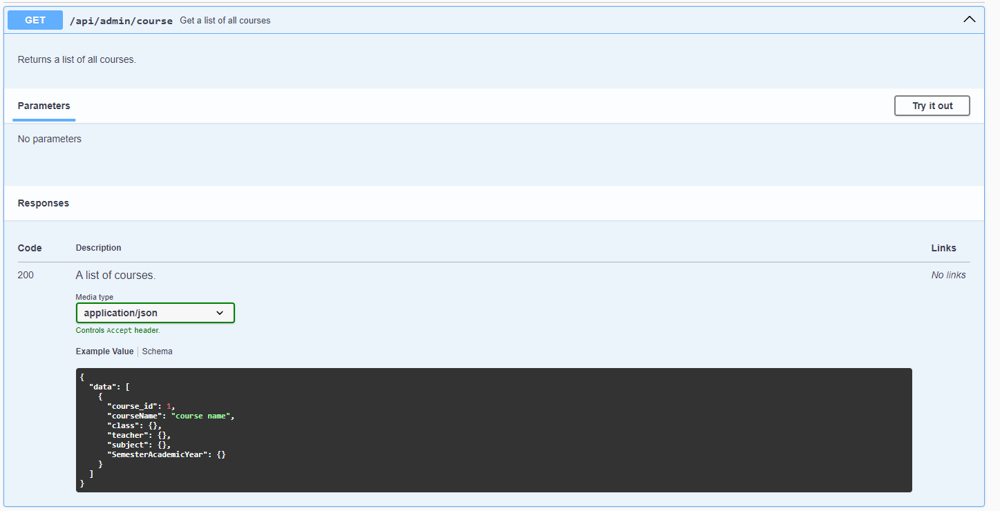 GET /api/admin/course Get a list of all courses
Returns a list of all courses.
Parameters Try it out
No parameters
Responses
Code Description Links
200 A list of courses. No links
Media type
application/json
Controls Accept header.
Example Value Schema
{
  "data": [
    {
      "course_id": 1,
      "courseName": "course name",
      "class": {},
      "teacher": {},
      "subject": {},
      "SemesterAcademicYear": {}
    }
  ]
}